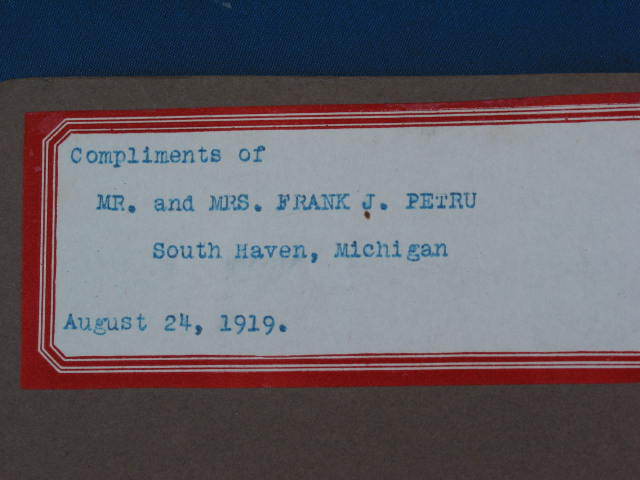 Compliments of
MR. and MRS. FRANK J. PETRU
South Haven, Michigan
August 24, 1919.